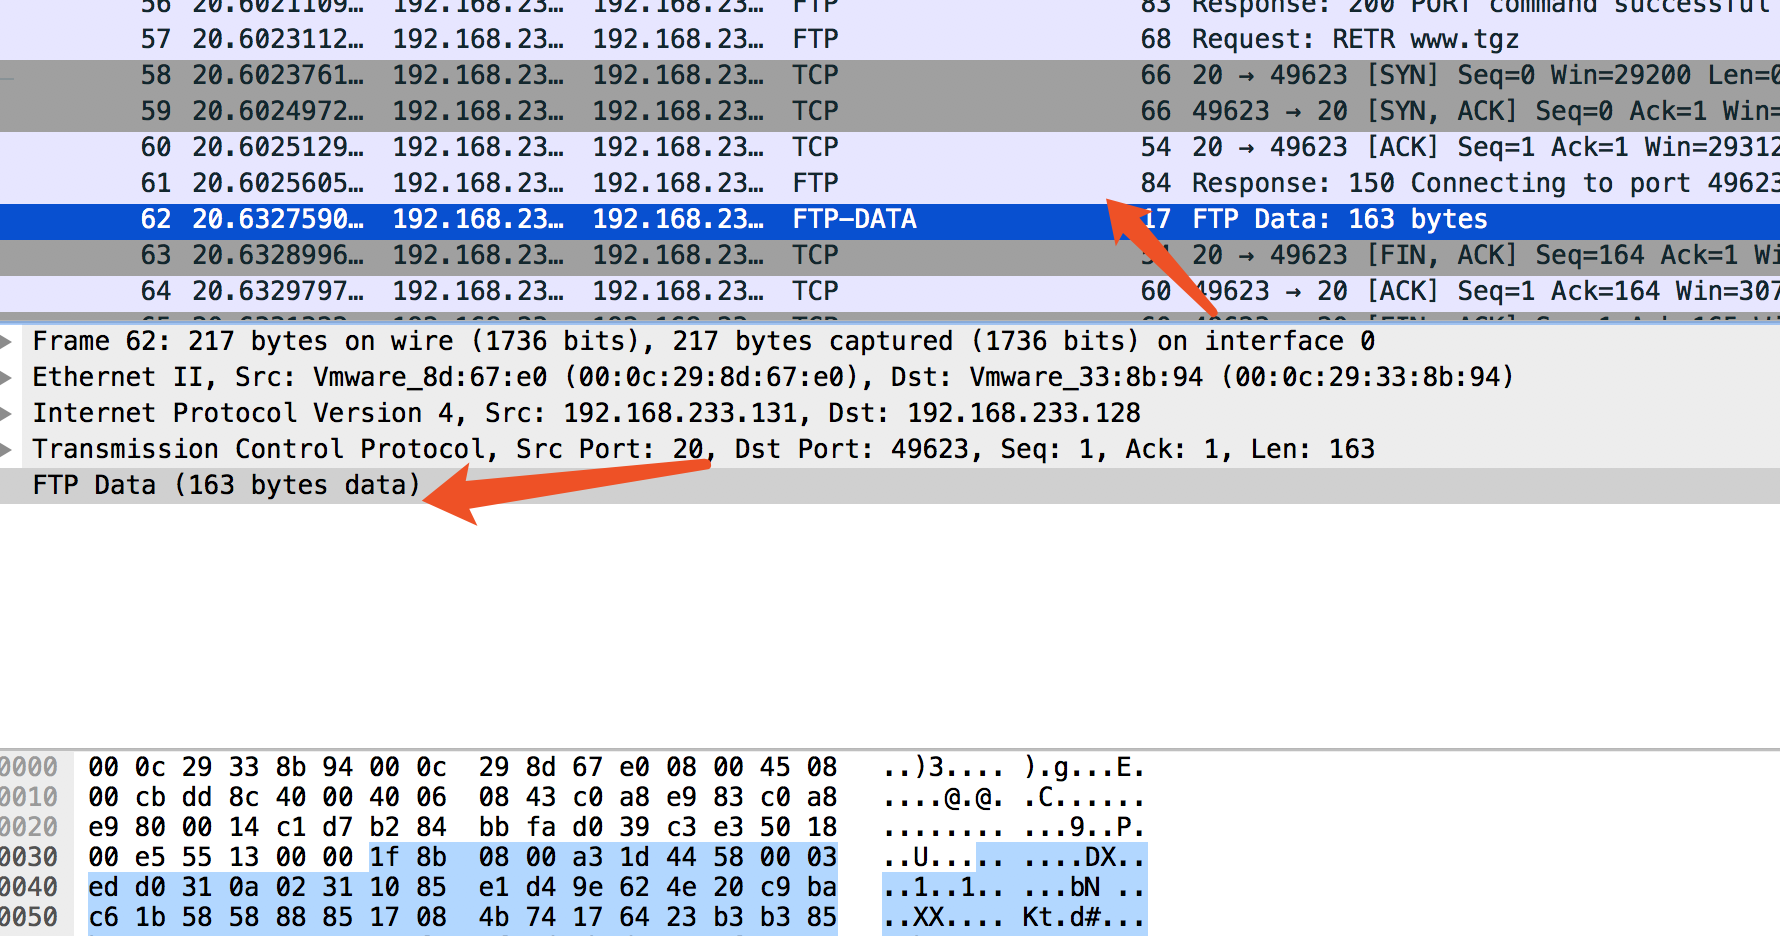 56 20.6021109… 192.168.23… 192.168.23… FTP 83 Response: 200 PORT command successful
57 20.6023112… 192.168.23… 192.168.23… FTP 68 Request: RETR www.tgz
58 20.6023761… 192.168.23… 192.168.23… TCP 66 20 → 49623 [SYN] Seq=0 Win=29200 Len=0
59 20.6024972… 192.168.23… 192.168.23… TCP 66 49623 → 20 [SYN, ACK] Seq=0 Ack=1 Win=
60 20.6025129… 192.168.23… 192.168.23… TCP 54 20 → 49623 [ACK] Seq=1 Ack=1 Win=29312
61 20.6025605… 192.168.23… 192.168.23… FTP 84 Response: 150 Connecting to port 49623
62 20.6327590… 192.168.23… 192.168.23… FTP-DATA 17 FTP Data: 163 bytes
63 20.6328996… 192.168.23… 192.168.23… TCP 20 → 49623 [FIN, ACK] Seq=164 Ack=1 Wi
64 20.6329797… 192.168.23… 192.168.23… TCP 60 49623 → 20 [ACK] Seq=1 Ack=164 Win=307
Frame 62: 217 bytes on wire (1736 bits), 217 bytes captured (1736 bits) on interface 0
Ethernet II, Src: Vmware_8d:67:e0 (00:0c:29:8d:67:e0), Dst: Vmware_33:8b:94 (00:0c:29:33:8b:94)
Internet Protocol Version 4, Src: 192.168.233.131, Dst: 192.168.233.128
Transmission Control Protocol, Src Port: 20, Dst Port: 49623, Seq: 1, Ack: 1, Len: 163
FTP Data (163 bytes data)
0000 00 0c 29 33 8b 94 00 0c 29 8d 67 e0 08 00 45 08 ..)3.... ).g...E.
0010 00 cb dd 8c 40 00 40 06 08 43 c0 a8 e9 83 c0 a8 ....@.@. .C......
0020 e9 80 00 14 c1 d7 b2 84 bb fa d0 39 c3 e3 50 18 ........ ...9..P.
0030 00 e5 55 13 00 00 1f 8b 08 00 a3 1d 44 58 00 03 ..U..... ....DX..
0040 ed d0 31 0a 02 31 10 85 e1 d4 9e 62 4e 20 c9 ba ..1..1.. ...bN ..
0050 c6 1b 58 58 88 85 17 08 4b 74 17 64 23 b3 b3 85 ..XX.... Kt.d#...